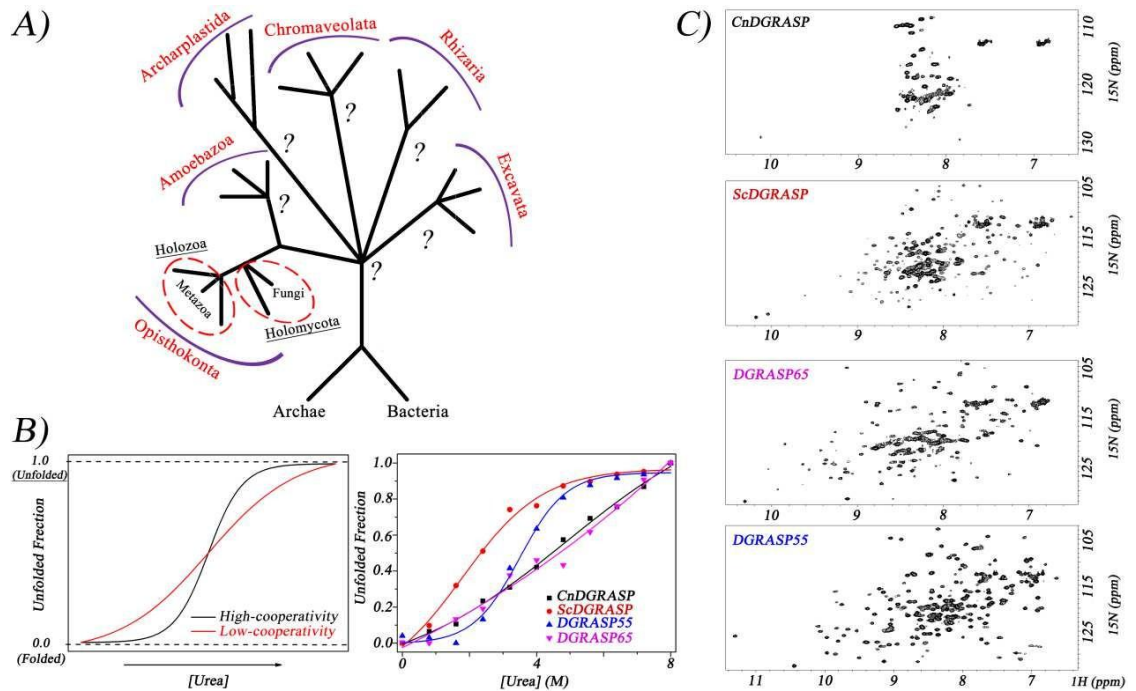 A)
Archarplastida
Chromaveolata
Rhizaria
Amoebazoa
Excavata
?
?
?
?
?
?
Holozoa
Metazoa
Fungi
Holomycota
Opisthokonta
Archae
Bacteria
B)
1.0
(Unfolded)
Unfolded Frection
High-cooperativity
Low-cooperativity
0.0
(Folded)
[Urea]
Unfolded Fraction
1.0
0.8
0.6
0.4
0.2
0.0
CnDGRASP
ScDGRASP
DGRASP55
DGRASP65
0
2
4
6
8
[Urea] (M)
C)
CnDGRASP
110
120
130
15N (ppm)
10
9
8
7
ScDGRASP
105
115
125
15N (ppm)
10
9
8
7
DGRASP65
105
115
125
15N (ppm)
10
9
8
7
DGRASP55
105
115
125
15N (ppm)
11
10
9
8
7
1H (ppm)